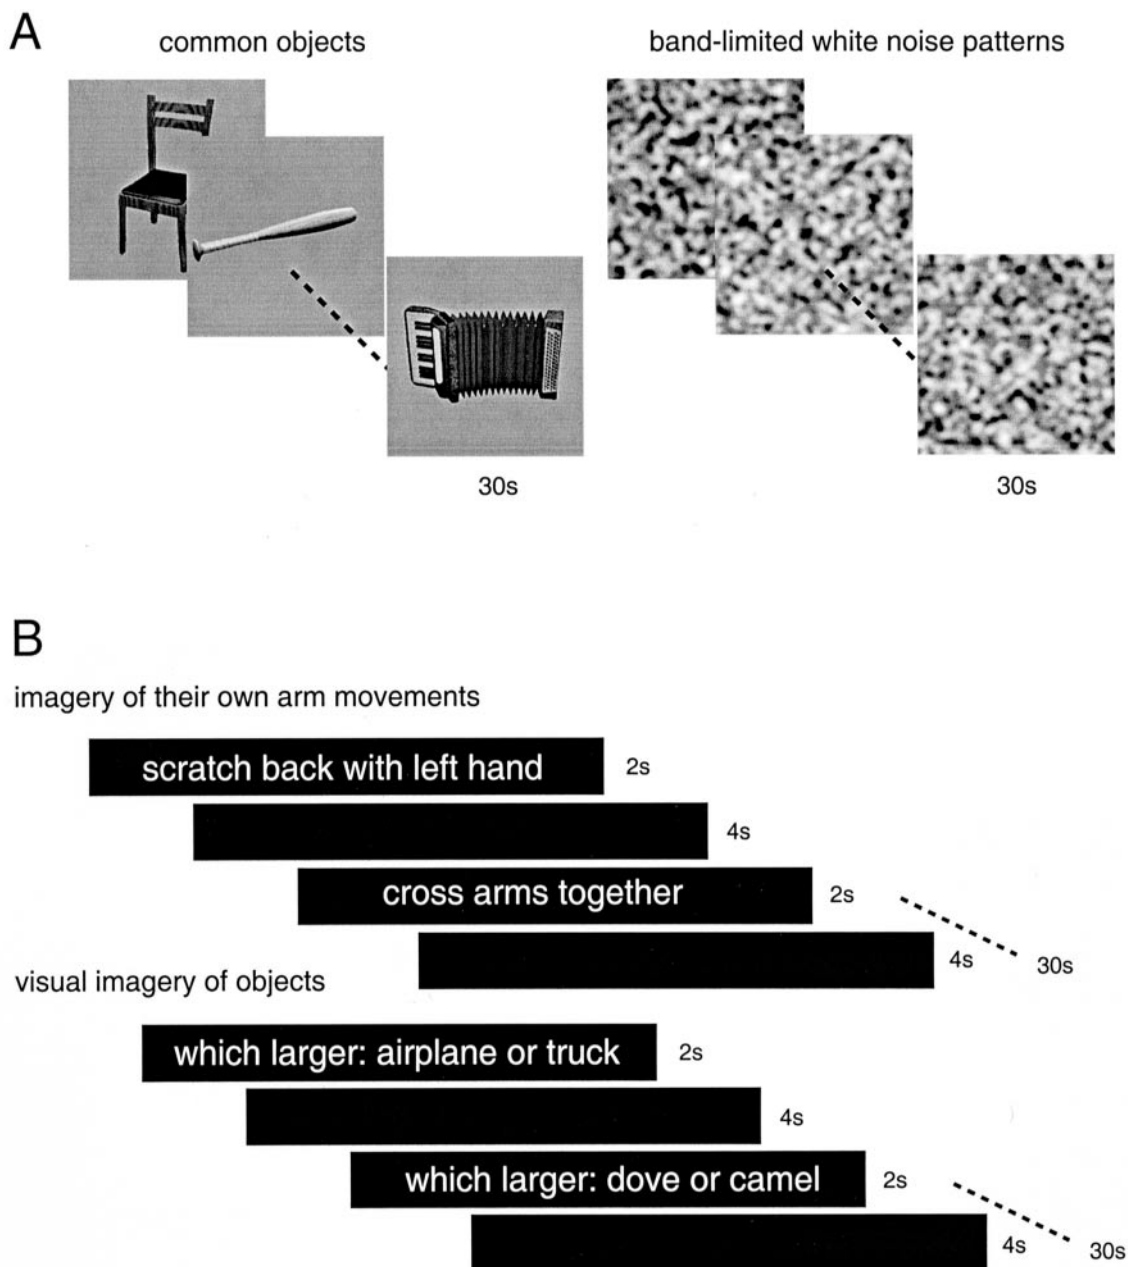 A
common objects
band-limited white noise patterns
30s
30s
B
imagery of their own arm movements
scratch back with left hand
2s
4s
cross arms together
2s
4s
30s
visual imagery of objects
which larger: airplane or truck
2s
4s
which larger: dove or camel
2s
4s
30s